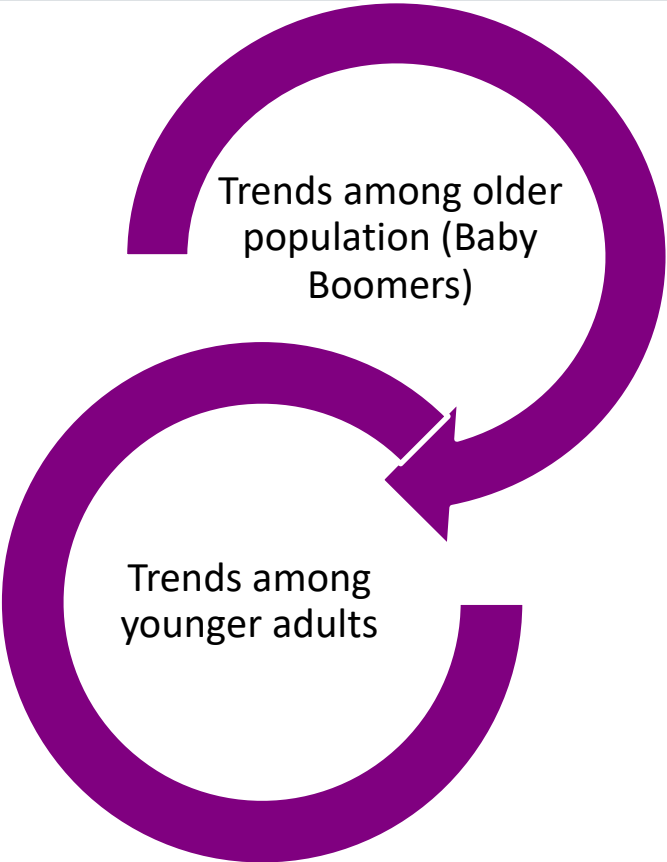 Trends among older
population (Baby
Boomers)
Trends among
younger adults